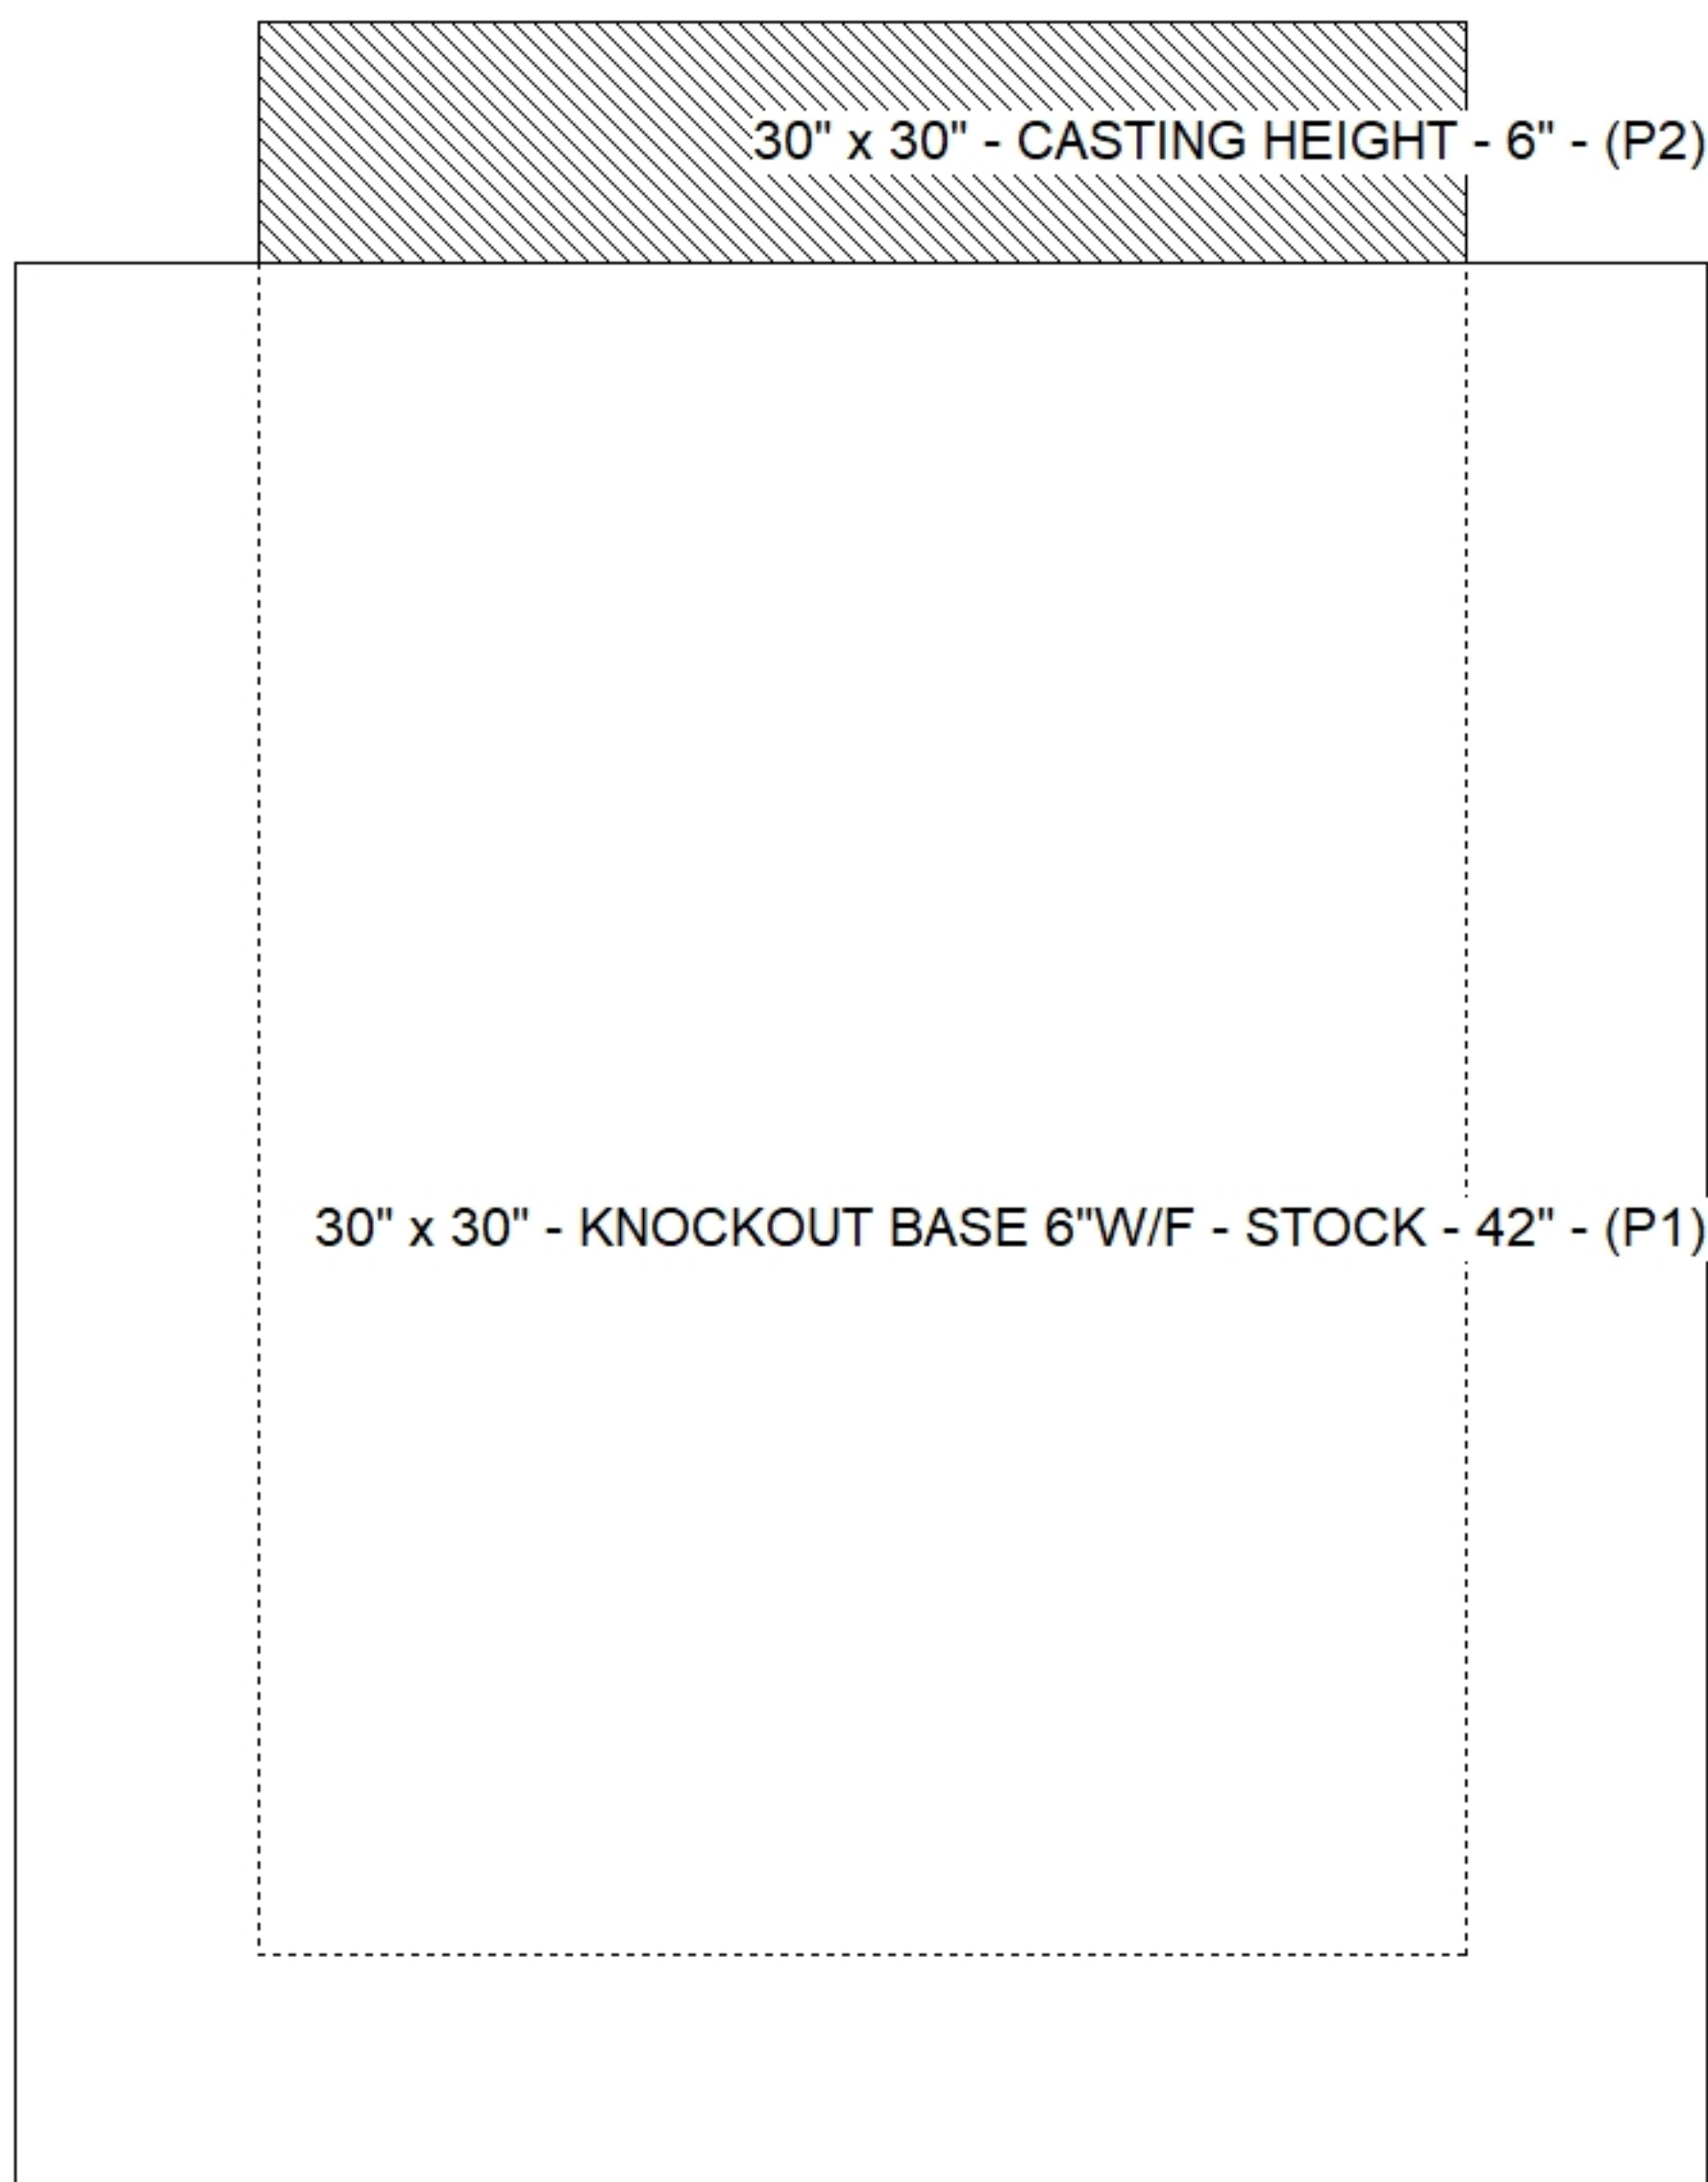 30" x 30" - CASTING HEIGHT - 6" - (P2)
30" x 30" - KNOCKOUT BASE 6"W/F - STOCK - 42" - (P1)